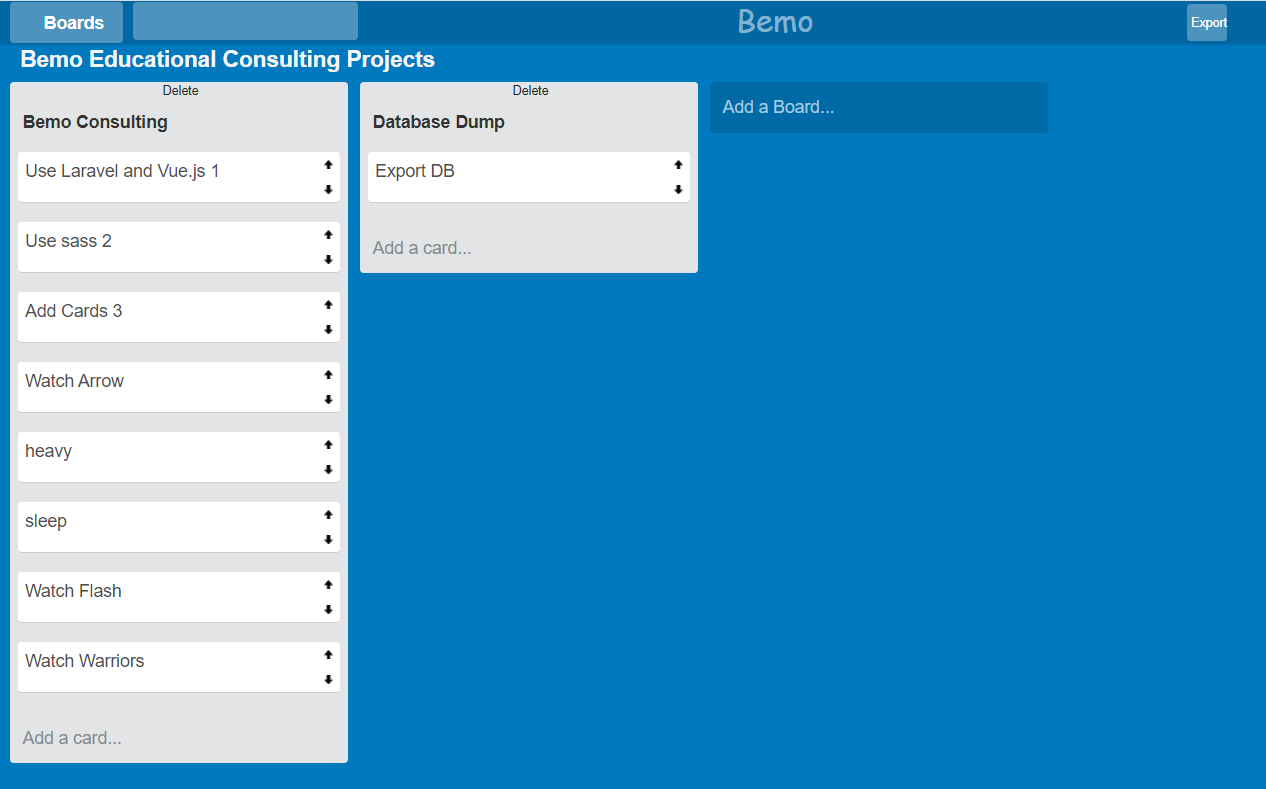 Boards
Bemo
Export
Bemo Educational Consulting Projects
Delete
Bemo Consulting
Use Laravel and Vue.js 1
Use sass 2
Add Cards 3
Watch Arrow
heavy
sleep
Watch Flash
Watch Warriors
Add a card...
Delete
Database Dump
Export DB
Add a card...
Add a Board...